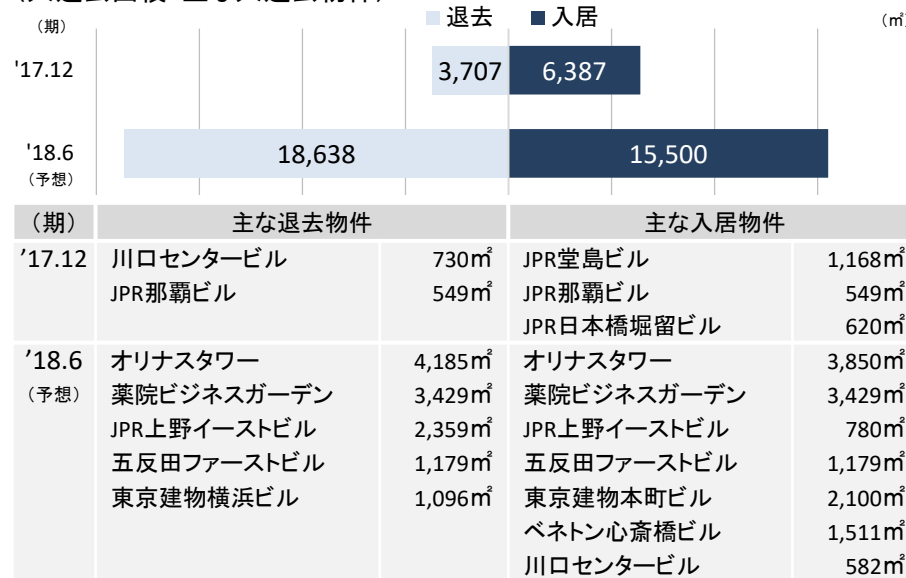 (期) 退去 入居 (㎡)
'17.12 3,707 6,387
'18.6 18,638 15,500
(予想)
(期) 主な退去物件 主な入居物件
'17.12 川口センタービル 730㎡ JPR堂島ビル 1,168㎡
JPR那覇ビル 549㎡ JPR那覇ビル 549㎡
JPR日本橋堀留ビル 620㎡
'18.6 オリナスタワー 4,185㎡ オリナスタワー 3,850㎡
(予想) 薬院ビジネスガーデン 3,429㎡ 薬院ビジネスガーデン 3,429㎡
JPR上野イーストビル 2,359㎡ JPR上野イーストビル 780㎡
五反田ファーストビル 1,179㎡ 五反田ファーストビル 1,179㎡
東京建物横浜ビル 1,096㎡ 東京建物本町ビル 2,100㎡
ベネトン心斎橋ビル 1,511㎡
川口センタービル 582㎡